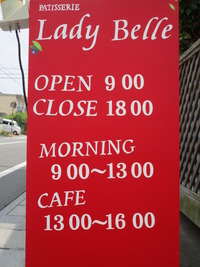 PATISSERIE
Lady Belle
OPEN 9 00
CLOSE 18 00
MORNING
9 00~13 00
CAFE
13 00~16 00